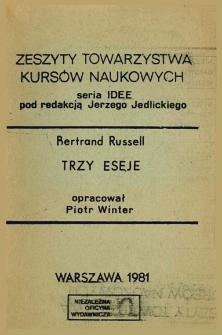 ZESZYTY TOWARZYSTWA
KURSÓW NAUKOWYCH
seria IDEE
pod redakcją Jerzego Jedlickiego
Bertrand Russell
TRZY ESEJE
opracował
Piotr Winter
WARSZAWA 1981
NIEZALEŻNA
OFICYNA
WYDAWNICZA